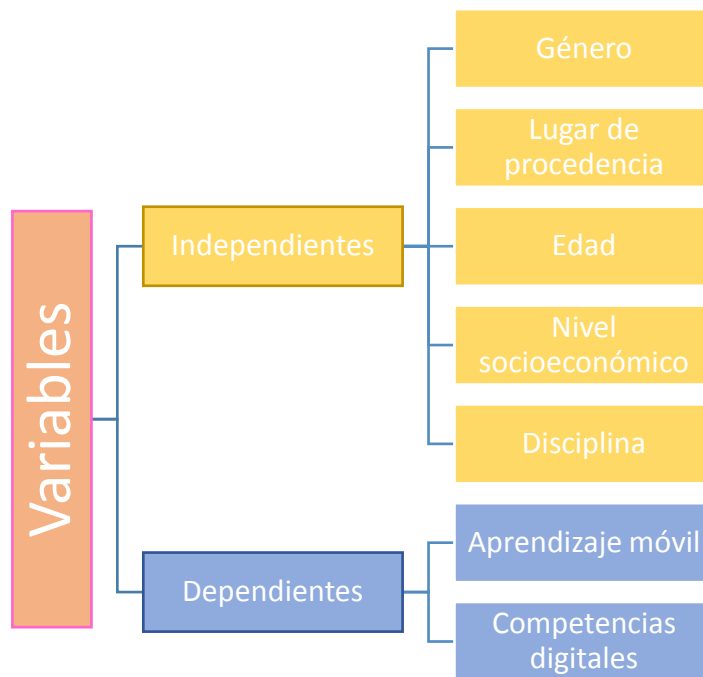 Variables
Independientes
Género
Lugar de
procedencia
Edad
Nivel
socioeconómico
Disciplina
Dependientes
Aprendizaje móvil
Competencias
digitales